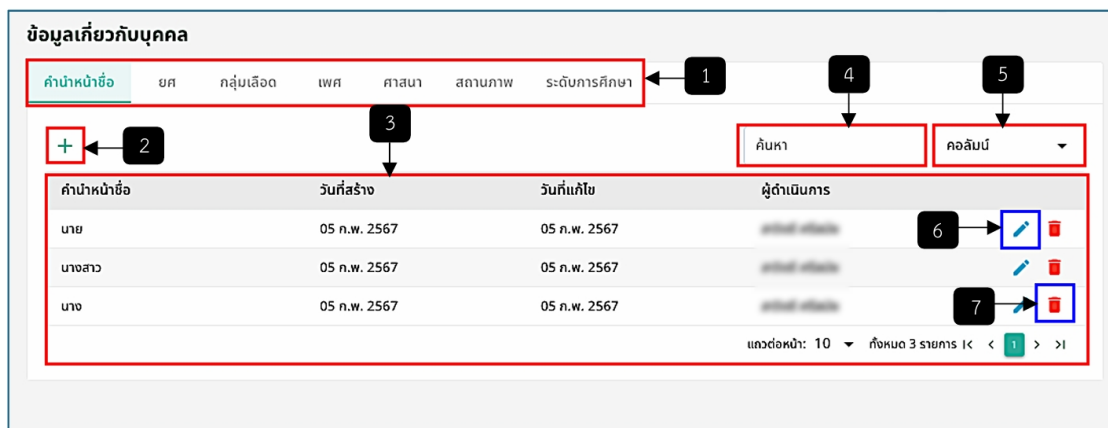 ข้อมูลเกี่ยวกับบุคคล
คำนำหน้าชื่อ ยศ กลุ่มเลือด เพศ ศาสนา สถานภาพ ระดับการศึกษา 1 4 5
2 3 ค้นหา คอลัมน์
คำนำหน้าชื่อ วันที่สร้าง วันที่แก้ไข ผู้ดำเนินการ
นาย 05 ก.พ. 2567 05 ก.พ. 2567 6
นางสาว 05 ก.พ. 2567 05 ก.พ. 2567
นาง 05 ก.พ. 2567 05 ก.พ. 2567 7
แถวต่อหน้า: 10 ทั้งหมด 3 รายการ 1